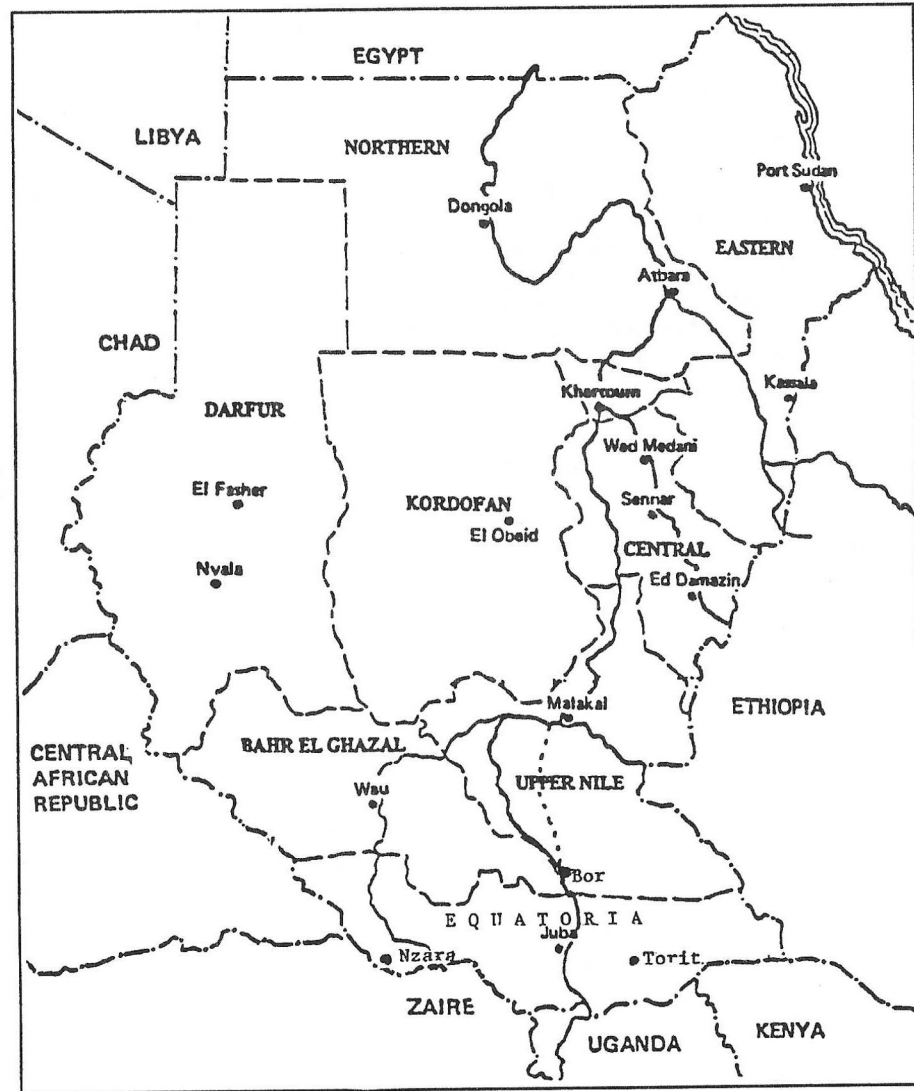 EGYPT
LIBYA
NORTHERN
Port Sudan
Dongola
EASTERN
Atbara
CHAD
Kassala
Khartoum
DARFUR
Wad Medani
El Fasher
KORDOFAN
Sennar
El Obeid
CENTRAL
Nyala
Ed Damazin
Malakal
ETHIOPIA
BAHR EL GHAZAL
CENTRAL
AFRICAN
REPUBLIC
UPPER NILE
Wau
Bor
EQUATORIA
Juba
Nzara
Torit
ZAIRE
UGANDA
KENYA